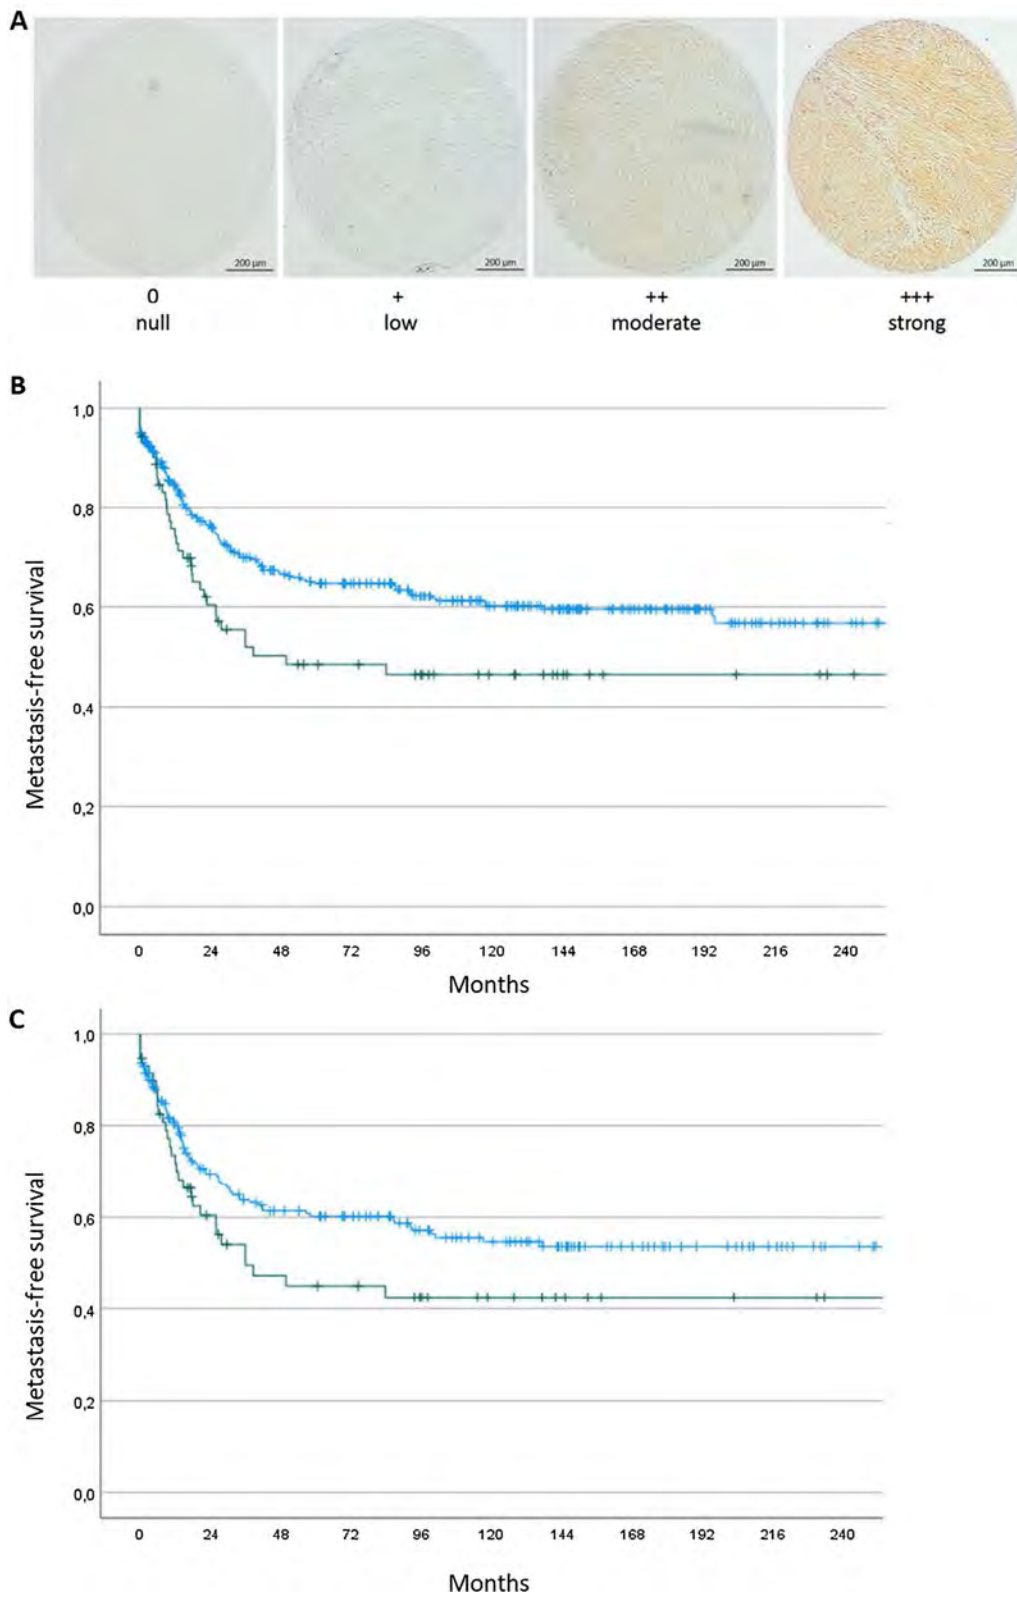 A
200 µm 200 µm 200 µm 200 µm
0 + ++ +++
null low moderate strong
B
1,0
0,8
0,6
0,4
0,2
0,0
Metastasis-free survival
0 24 48 72 96 120 144 168 192 216 240
Months
C
1,0
0,8
0,6
0,4
0,2
0,0
Metastasis-free survival
0 24 48 72 96 120 144 168 192 216 240
Months